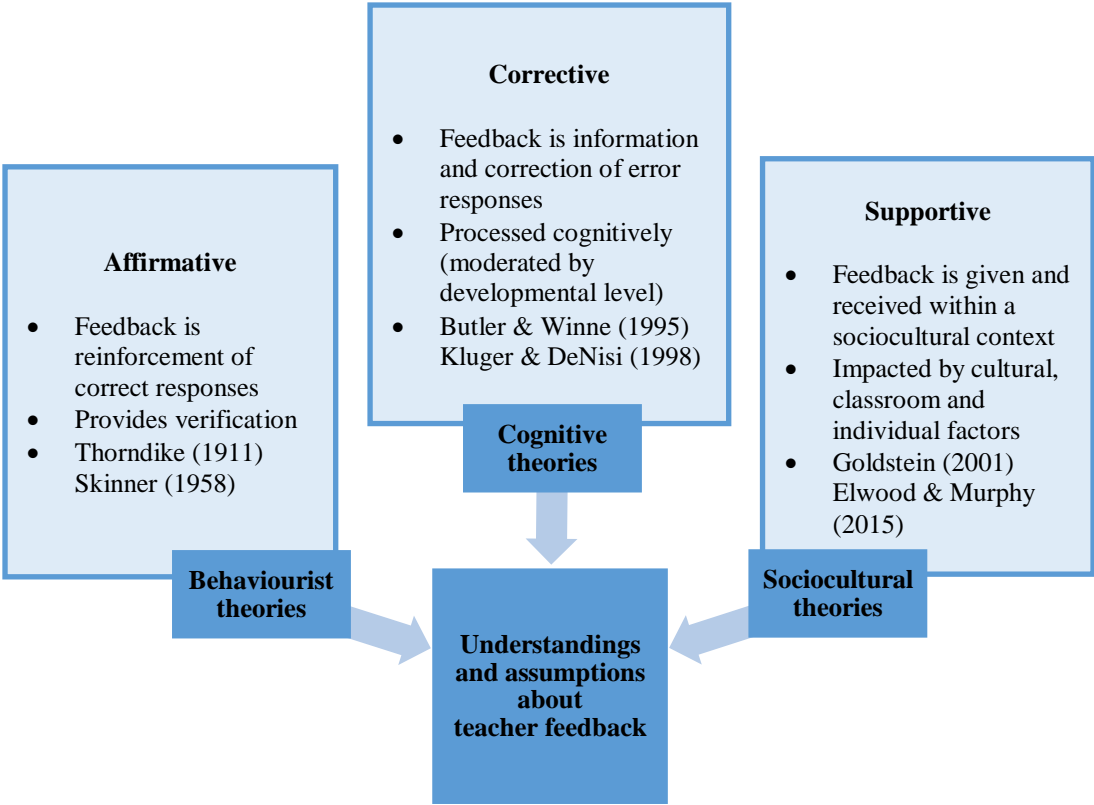 Affirmative
• Feedback is
reinforcement of
correct responses
• Provides verification
• Thorndike (1911)
Skinner (1958)
Behaviourist
theories
Corrective
• Feedback is information
and correction of error
responses
• Processed cognitively
(moderated by
developmental level)
• Butler & Winne (1995)
Kluger & DeNisi (1998)
Cognitive
theories
Supportive
• Feedback is given and
received within a
sociocultural context
• Impacted by cultural,
classroom and
individual factors
• Goldstein (2001)
Elwood & Murphy
(2015)
Sociocultural
theories
Understandings
and assumptions
about
teacher feedback